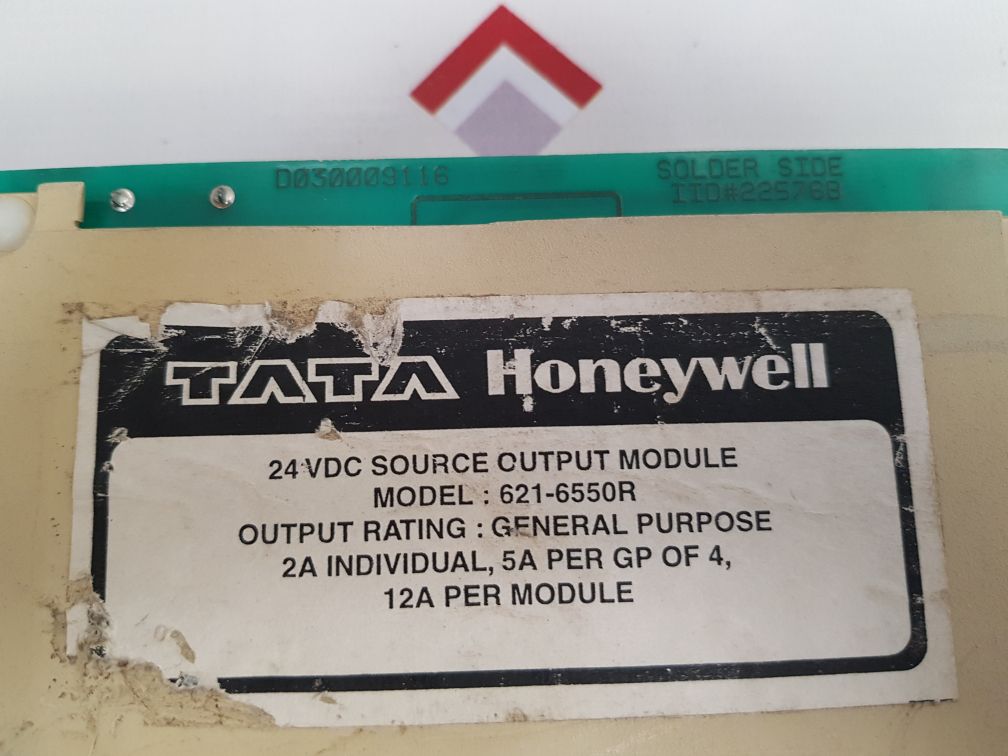 D030009116
SOLDER SIDE
IID#225768
TATA Honeywell
24 VDC SOURCE OUTPUT MODULE
MODEL : 621-6550R
OUTPUT RATING : GENERAL PURPOSE
2A INDIVIDUAL, 5A PER GP OF 4,
12A PER MODULE